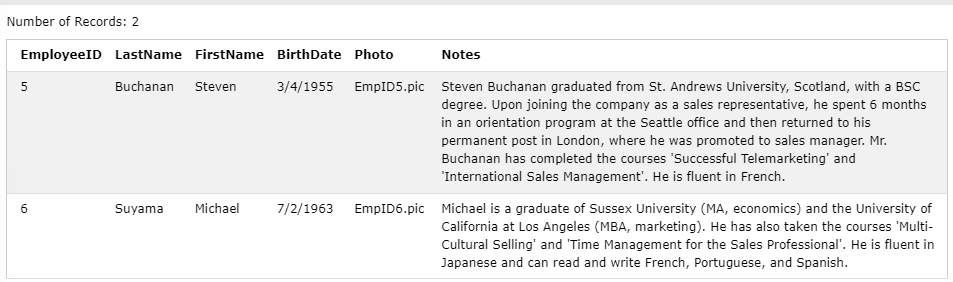 Number of Records: 2
EmployeeID LastName FirstName BirthDate Photo Notes
5 Buchanan Steven 3/4/1955 EmpID5.pic Steven Buchanan graduated from St. Andrews University, Scotland, with a BSC
degree. Upon joining the company as a sales representative, he spent 6 months
in an orientation program at the Seattle office and then returned to his
permanent post in London, where he was promoted to sales manager. Mr.
Buchanan has completed the courses 'Successful Telemarketing' and
'International Sales Management'. He is fluent in French.
6 Suyama Michael 7/2/1963 EmpID6.pic Michael is a graduate of Sussex University (MA, economics) and the University of
California at Los Angeles (MBA, marketing). He has also taken the courses 'Multi-
Cultural Selling' and 'Time Management for the Sales Professional'. He is fluent in
Japanese and can read and write French, Portuguese, and Spanish.